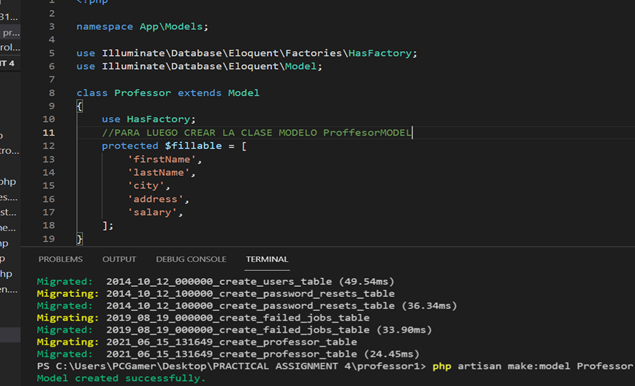 31...
pr...
rol...
NT 4
o
tro...
php
es....
st...
ne...
hp
p
hp
en....
1 <?php
2
3 namespace App\Models;
4
5 use Illuminate\Database\Eloquent\Factories\HasFactory;
6 use Illuminate\Database\Eloquent\Model;
7
8 class Professor extends Model
9 {
10 use HasFactory;
11 //PARA LUEGO CREAR LA CLASE MODELO ProffesorMODEL
12 protected $fillable = [
13 'firstName',
14 'lastName',
15 'city',
16 'address',
17 'salary',
18 ];
19 }
PROBLEMS OUTPUT DEBUG CONSOLE TERMINAL
Migrated: 2014_10_12_000000_create_users_table (49.54ms)
Migrating: 2014_10_12_100000_create_password_resets_table
Migrated: 2014_10_12_100000_create_password_resets_table (36.34ms)
Migrating: 2019_08_19_000000_create_failed_jobs_table
Migrated: 2019_08_19_000000_create_failed_jobs_table (33.90ms)
Migrating: 2021_06_15_131649_create_professor_table
Migrated: 2021_06_15_131649_create_professor_table (24.45ms)
PS C:\Users\PCGamer\Desktop\PRACTICAL ASSIGNMENT 4\professor1> php artisan make:model Professor
Model created successfully.